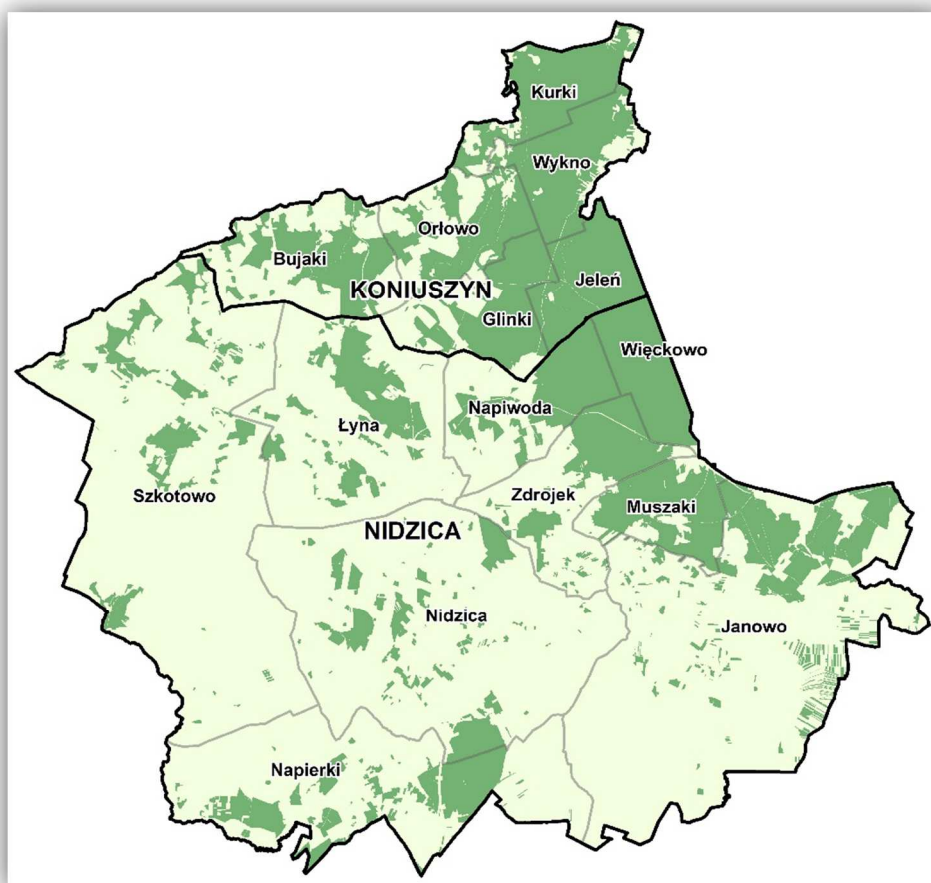 Kurki
Wykno
Orłowo
Bujaki
Jeleń
KONIUSZYN
Glinki
Więckowo
Napiwoda
Łyna
Szkotowo
Zdrojek
Muszaki
NIDZICA
Nidzica
Janowo
Napierki